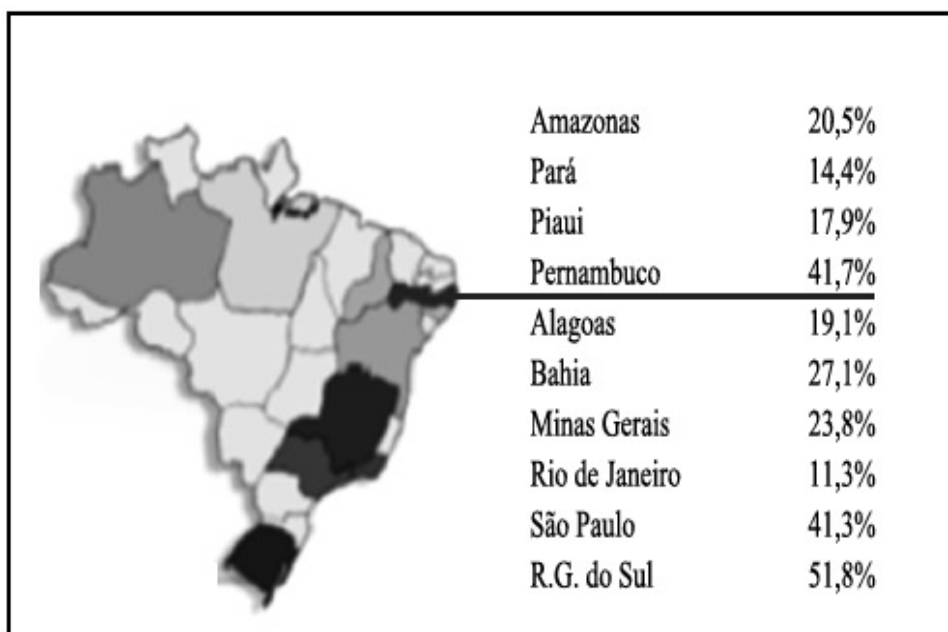 Amazonas 20,5%
Pará 14,4%
Piaui 17,9%
Pernambuco 41,7%
Alagoas 19,1%
Bahia 27,1%
Minas Gerais 23,8%
Rio de Janeiro 11,3%
São Paulo 41,3%
R.G. do Sul 51,8%